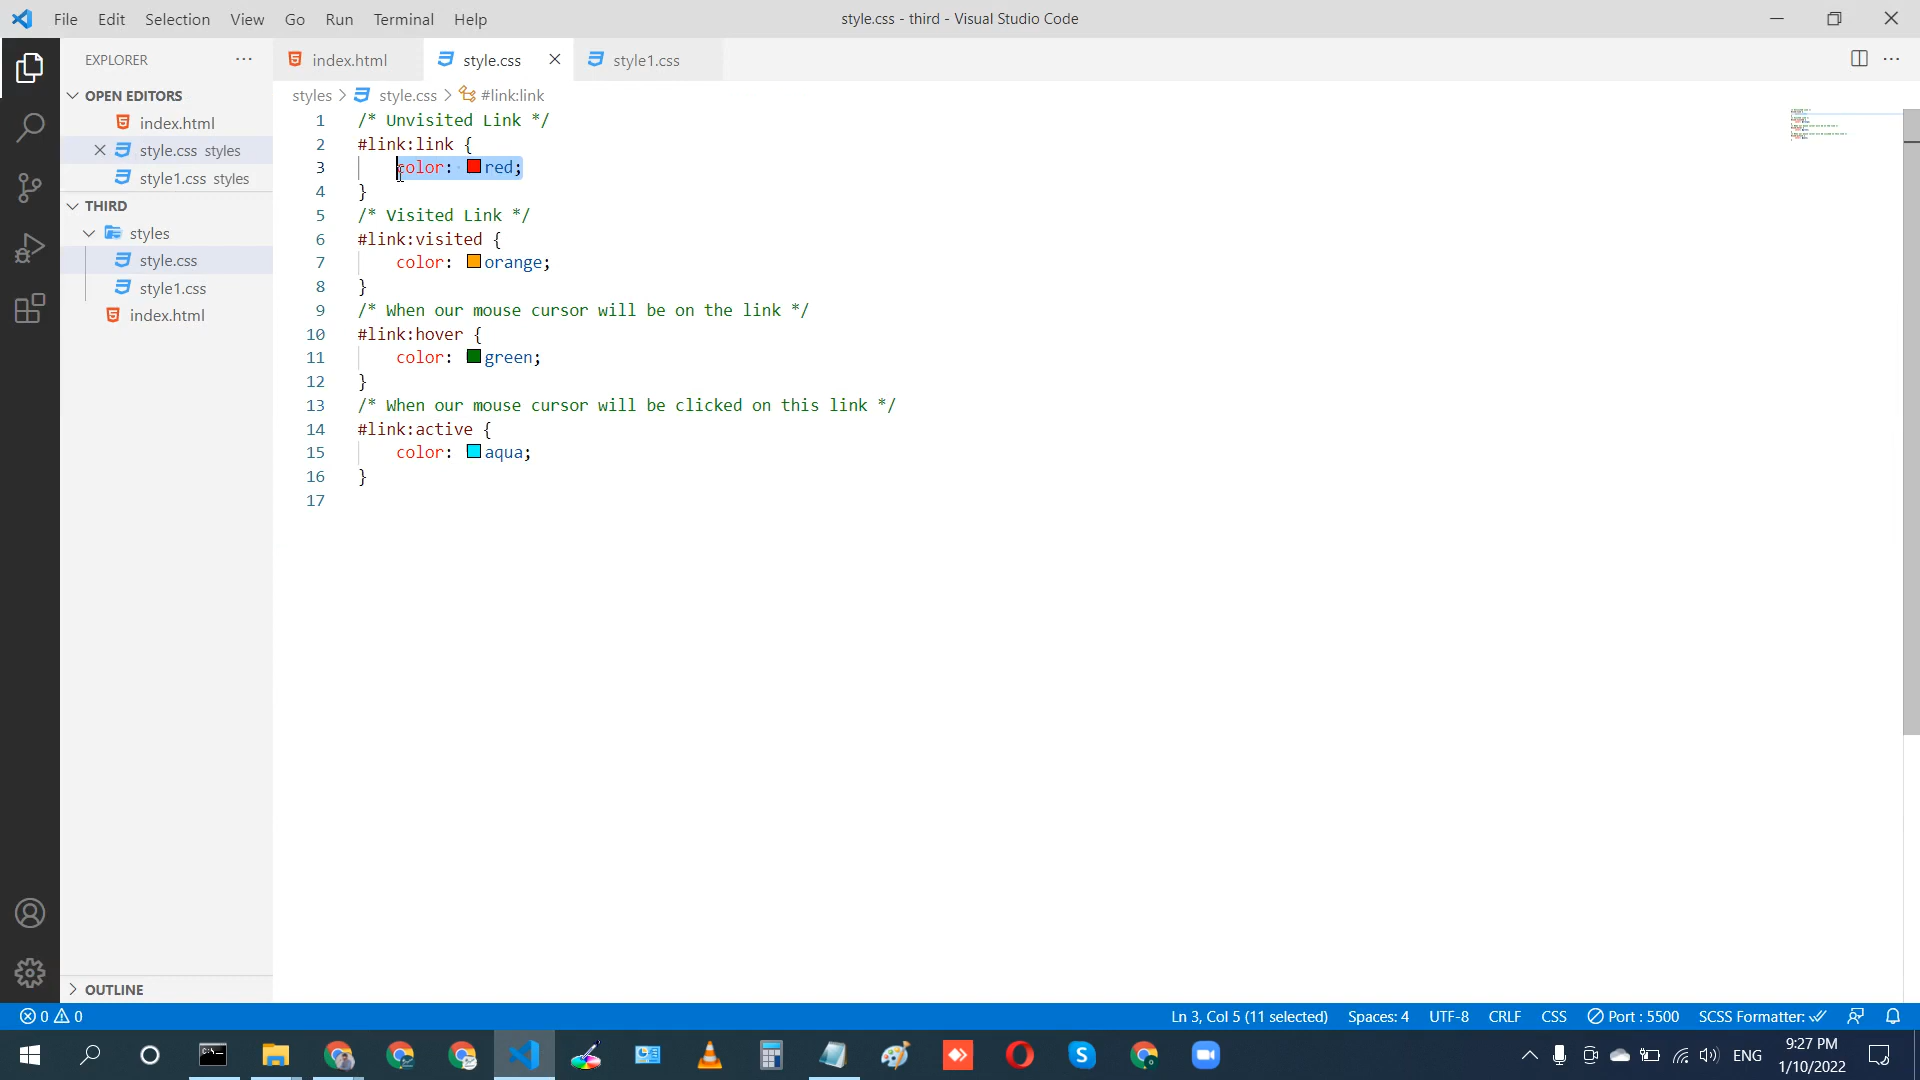 File Edit Selection View Go Run Terminal Help
style.css - third - Visual Studio Code
EXPLORER
OPEN EDITORS
index.html
style.css styles
style1.css styles
THIRD
styles
style.css
style1.css
index.html
OUTLINE
index.html style.css style1.css
styles > style.css > #link:link
1 /* Unvisited Link */
2 #link:link {
3 color: red;
4 }
5 /* Visited Link */
6 #link:visited {
7 color: orange;
8 }
9 /* When our mouse cursor will be on the link */
10 #link:hover {
11 color: green;
12 }
13 /* When our mouse cursor will be clicked on this link */
14 #link:active {
15 color: aqua;
16 }
17
0 0 Ln 3, Col 5 (11 selected) Spaces: 4 UTF-8 CRLF CSS Port : 5500 SCSS Formatter:
ENG
9:27 PM
1/10/2022